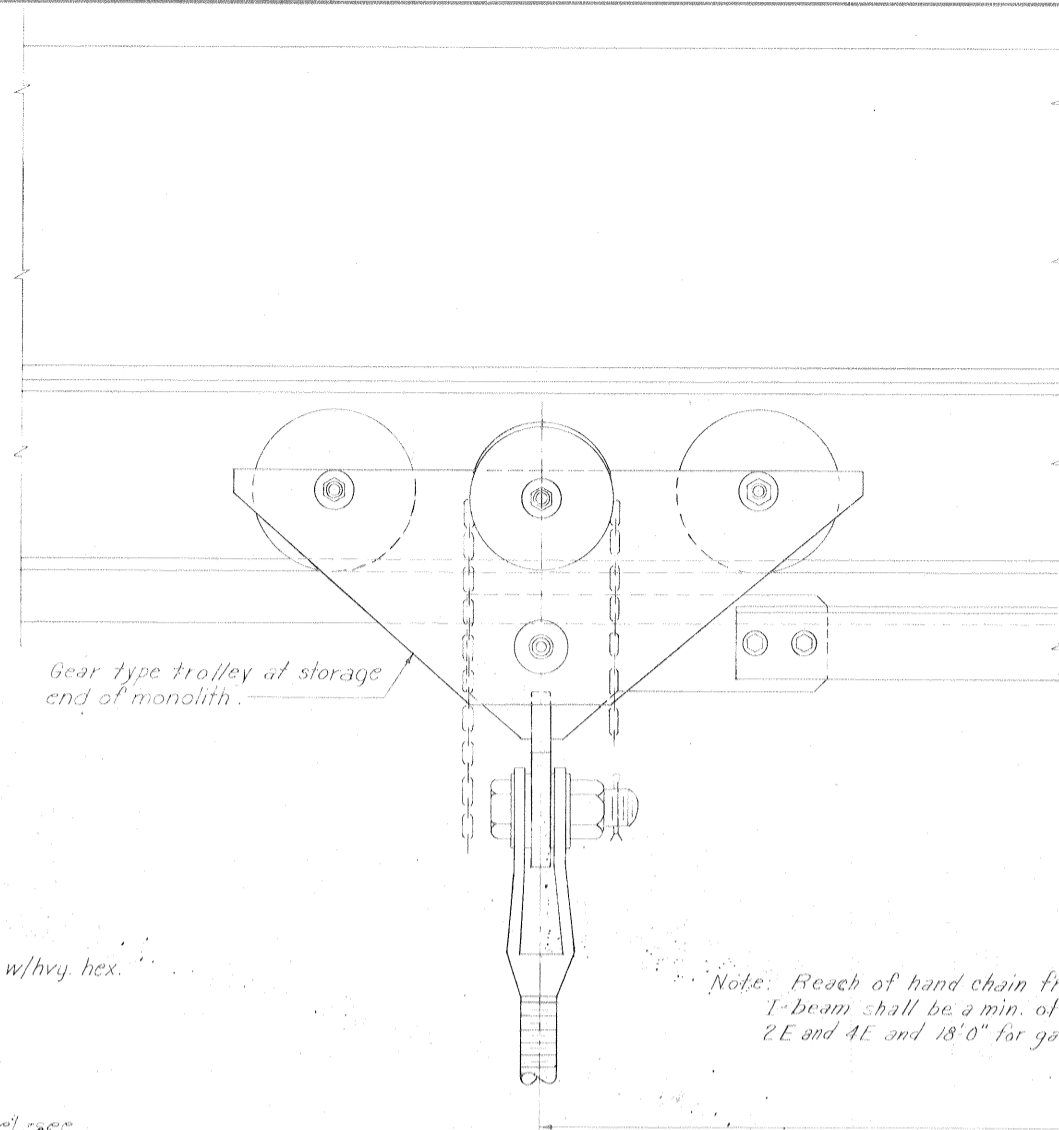 Gear type trolley at storage
end of monolith.
w/hvy. hex.
Note: Reach of hand chain
I-beam shall be a min. of
2E and 4E and 18'-0" for
see